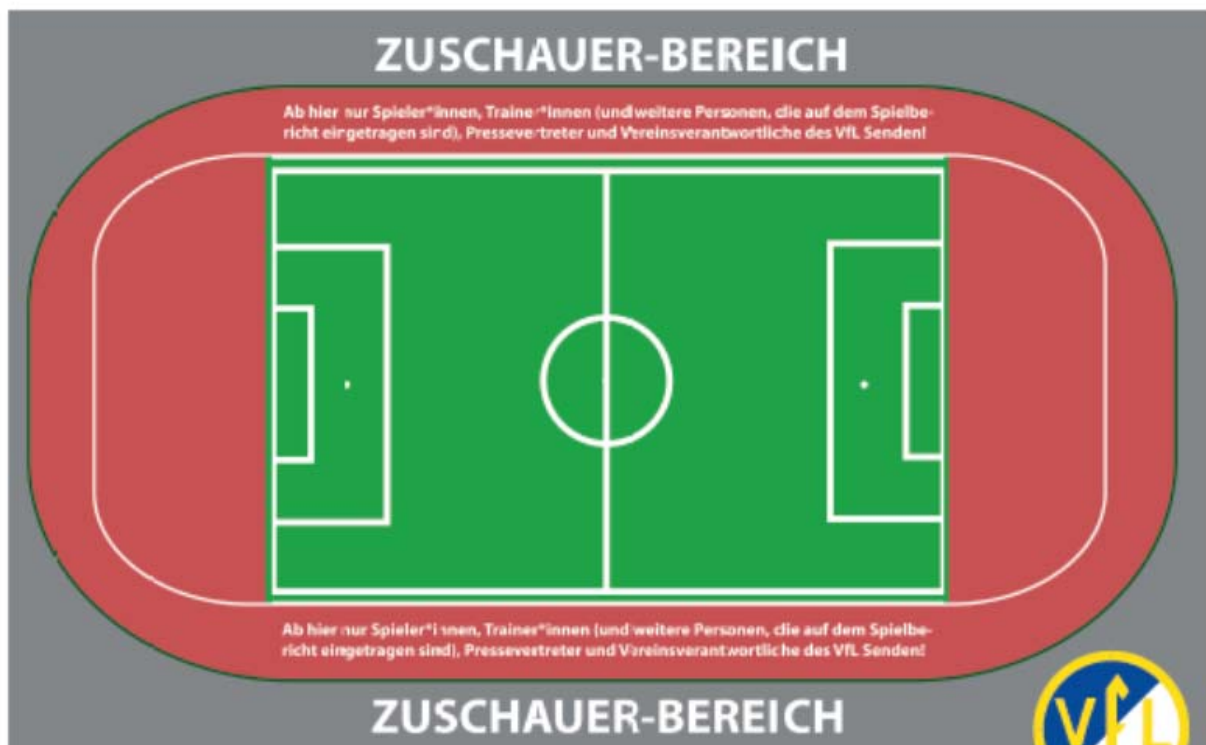 ZUSCHAUER-BEREICH
Ab hier nur Spieler*innen, Trainer*innen (und weitere Personen, die auf dem Spielbe-
richt eingetragen sind), Pressevertreter und Vereinsverantwortliche des VfL Senden!
Ab hier nur Spieler*innen, Trainer*innen (und weitere Personen, die auf dem Spielbe-
richt eingetragen sind), Pressevertreter und Vereinsverantwortliche des VfL Senden!
ZUSCHAUER-BEREICH
VfL